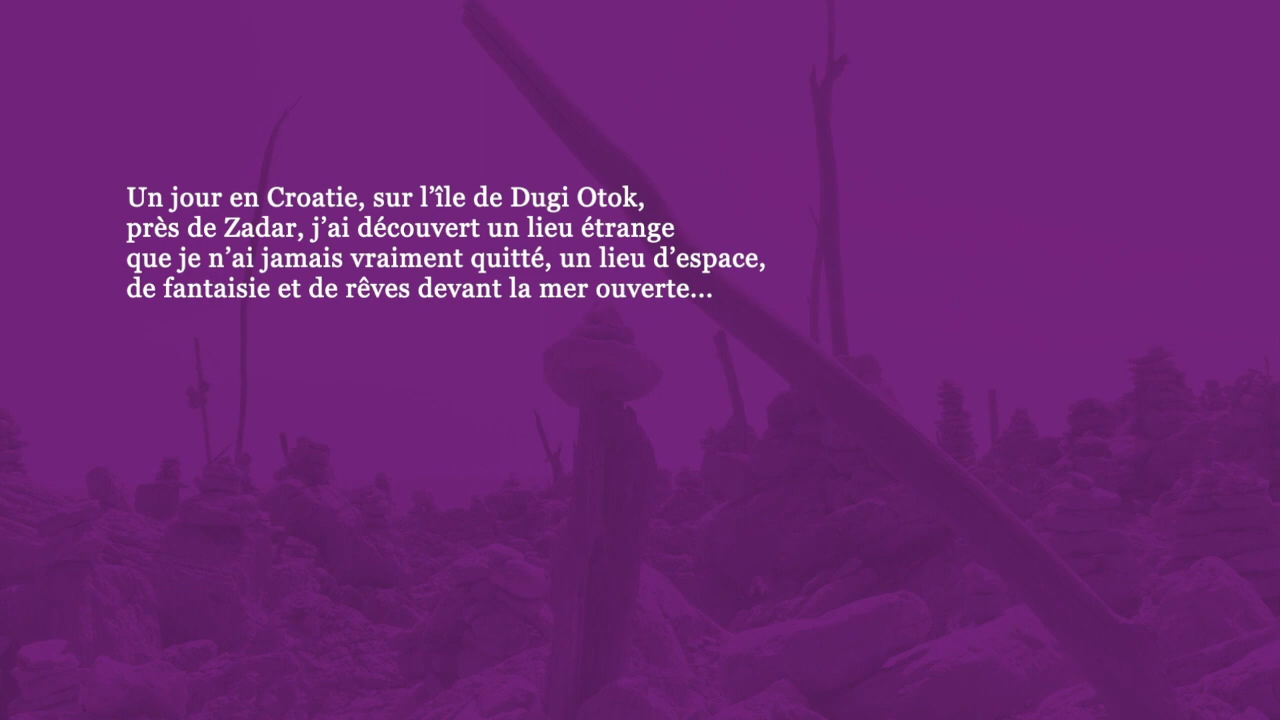 Un jour en Croatie, sur l’île de Dugi Otok,
près de Zadar, j’ai découvert un lieu étrange
que je n’ai jamais vraiment quitté, un lieu d’espace,
de fantaisie et de rêves devant la mer ouverte...